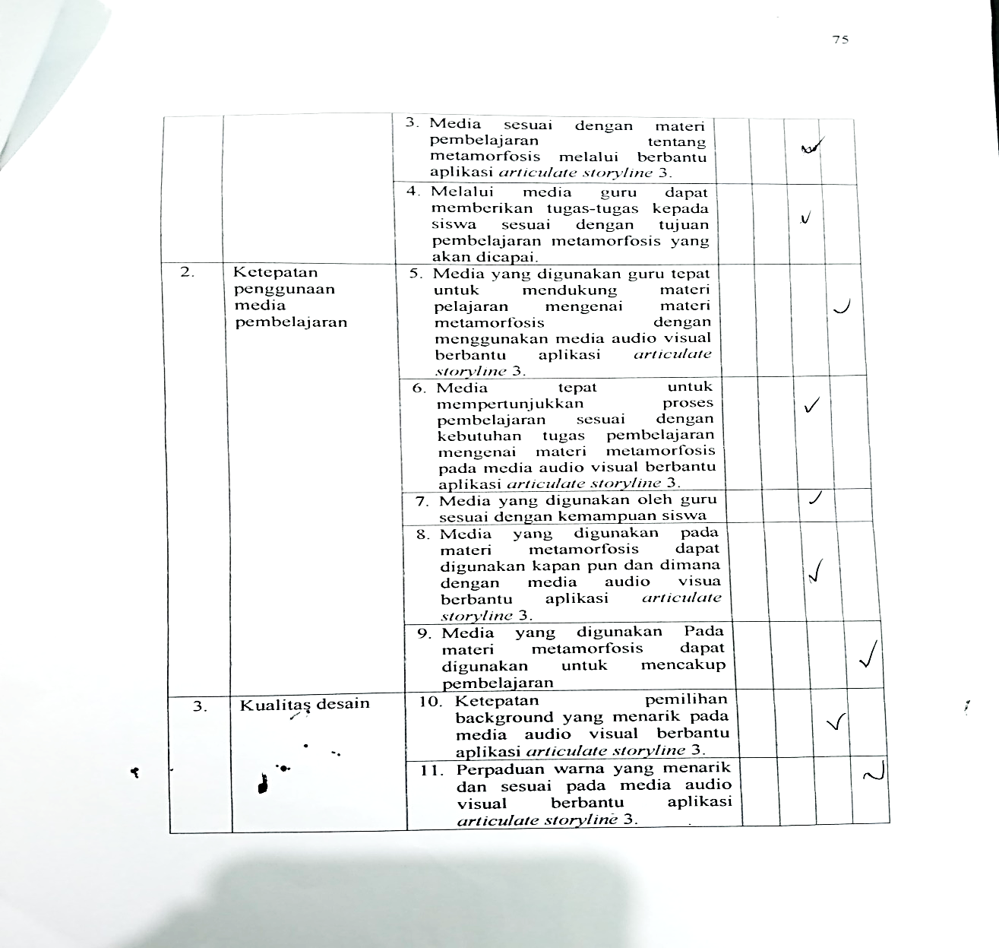 75
3. Media sesuai dengan materi
pembelajaran tentang
metamorfosis melalui berbantu
aplikasi articulate storyline 3.
4. Melalui media guru dapat
memberikan tugas-tugas kepada
siswa sesuai dengan tujuan
pembelajaran metamorfosis yang
akan dicapai.
2. Ketepatan
penggunaan
media
pembelajaran
5. Media yang digunakan guru tepat
untuk mendukung materi
pelajaran mengenai materi
metamorfosis dengan
menggunakan media audio visual
berbantu aplikasi articulate
storyline 3.
6. Media tepat untuk
mempertunjukkan proses
pembelajaran sesuai dengan
kebutuhan tugas pembelajaran
mengenai materi metamorfosis
pada media audio visual berbantu
aplikasi articulate storyline 3.
7. Media yang digunakan oleh guru
sesuai dengan kemampuan siswa
8. Media yang digunakan pada
materi metamorfosis dapat
digunakan kapan pun dan dimana
dengan media audio visua
berbantu aplikasi articulate
storyline 3.
9. Media yang digunakan Pada
materi metamorfosis dapat
digunakan untuk mencakup
pembelajaran
3. Kualitas desain
10. Ketepatan pemilihan
background yang menarik pada
media audio visual berbantu
aplikasi articulate storyline 3.
11. Perpaduan warna yang menarik
dan sesuai pada media audio
visual berbantu aplikasi
articulate storyline 3.